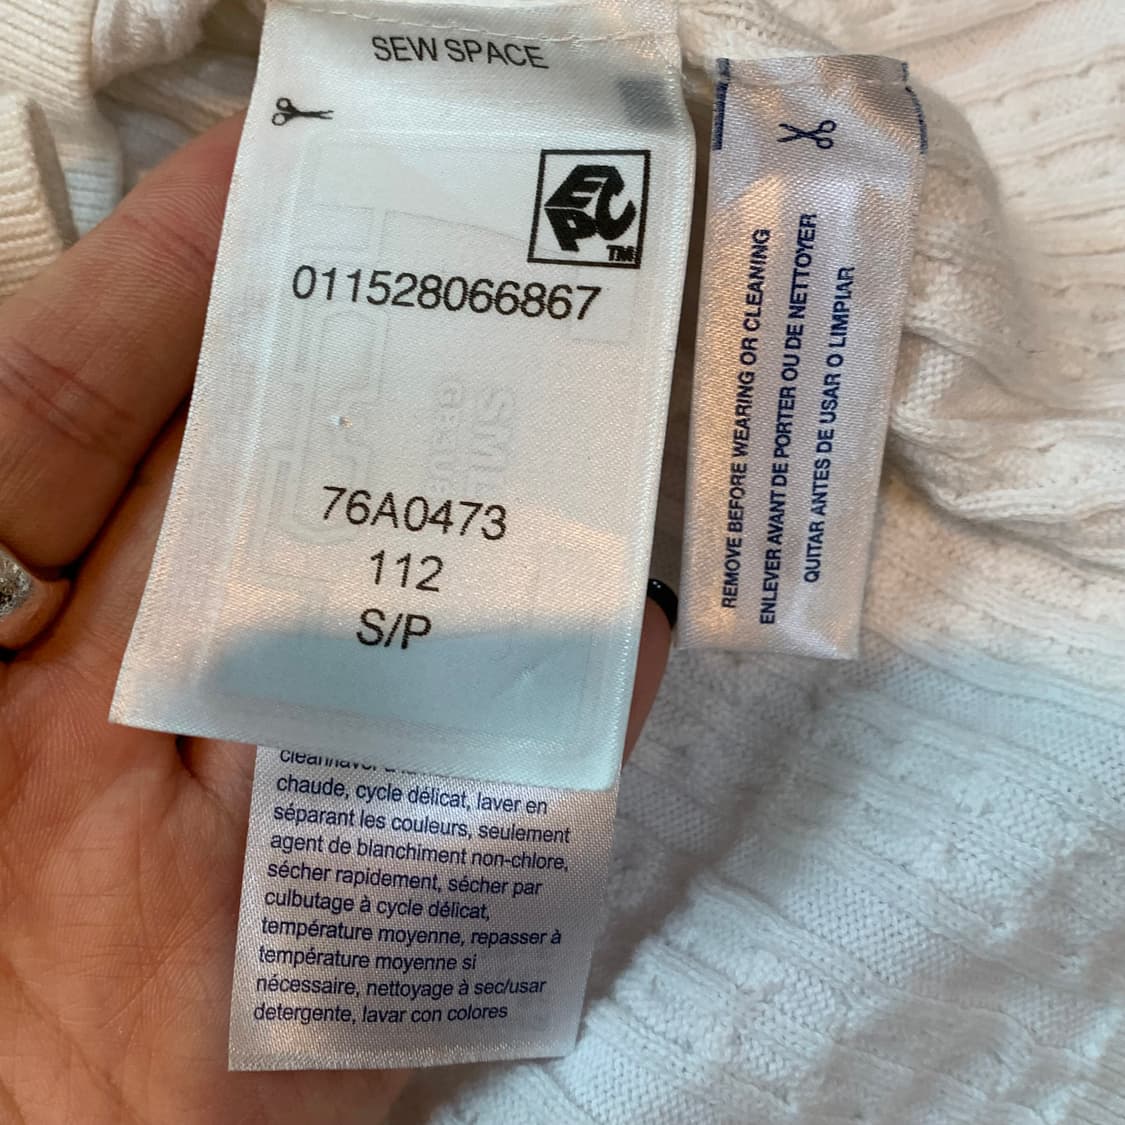 SEW SPACE
EPC
TM
011528066867
76A0473
112
S/P
REMOVE BEFORE WEARING OR CLEANING
ENLEVER AVANT DE PORTER OU DE NETTOYER
QUITAR ANTES DE USAR O LIMPIAR
chaude, cycle délicat, laver en
séparant les couleurs, seulement
agent de blanchiment non-chlore,
sécher rapidement, sécher par
culbutage à cycle délicat,
température moyenne, repasser à
température moyenne si
nécessaire, nettoyage à sec/usar
detergente, lavar con colores